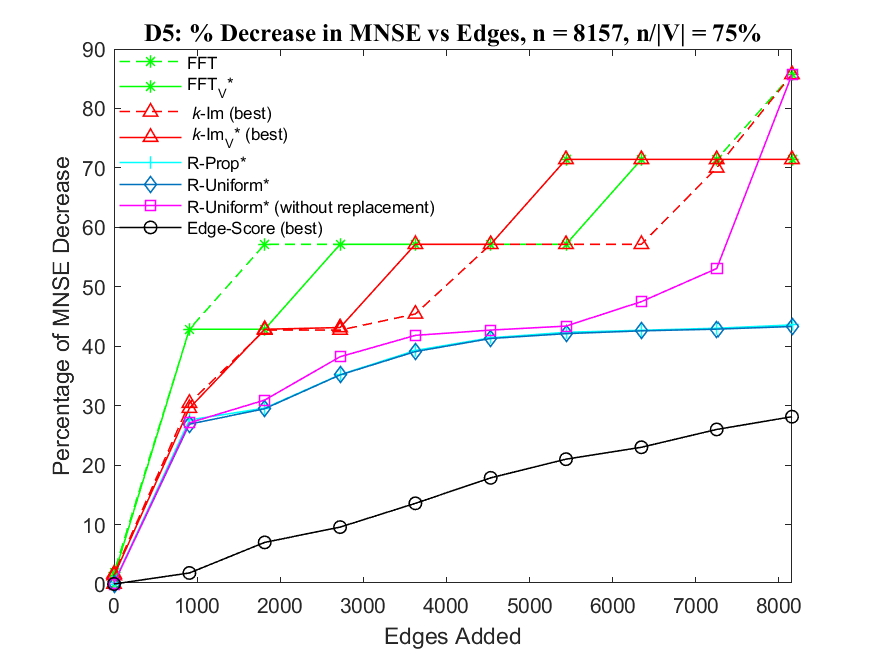 D5: % Decrease in MNSE vs Edges, n = 8157, n/|V| = 75%
Percentage of MNSE Decrease
90
80
70
60
50
40
30
20
10
0
FFT
FFT_V*
k-Im (best)
k-Im_V* (best)
R-Prop*
R-Uniform*
R-Uniform* (without replacement)
Edge-Score (best)
0 1000 2000 3000 4000 5000 6000 7000 8000
Edges Added